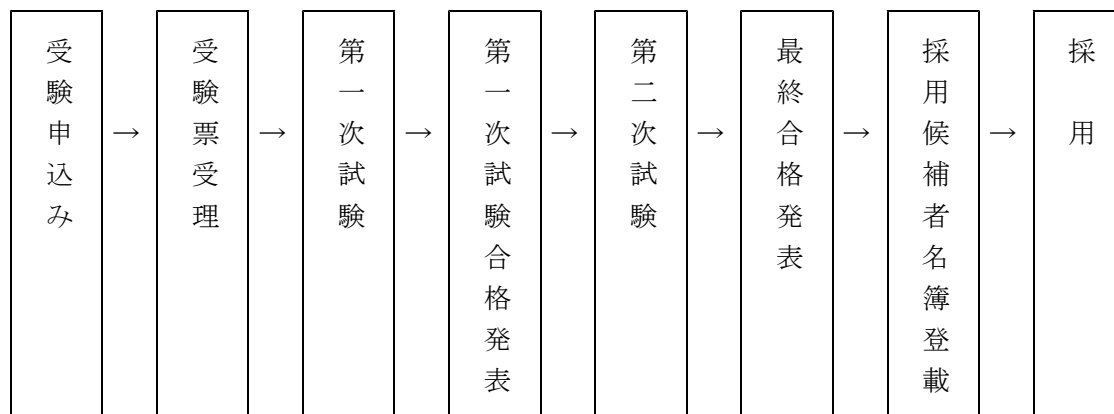 受験申込み
→
受験票受理
→
第一次試験
→
第一次試験合格発表
→
第二次試験
→
最終合格発表
→
採用候補者名簿登載
→
採用